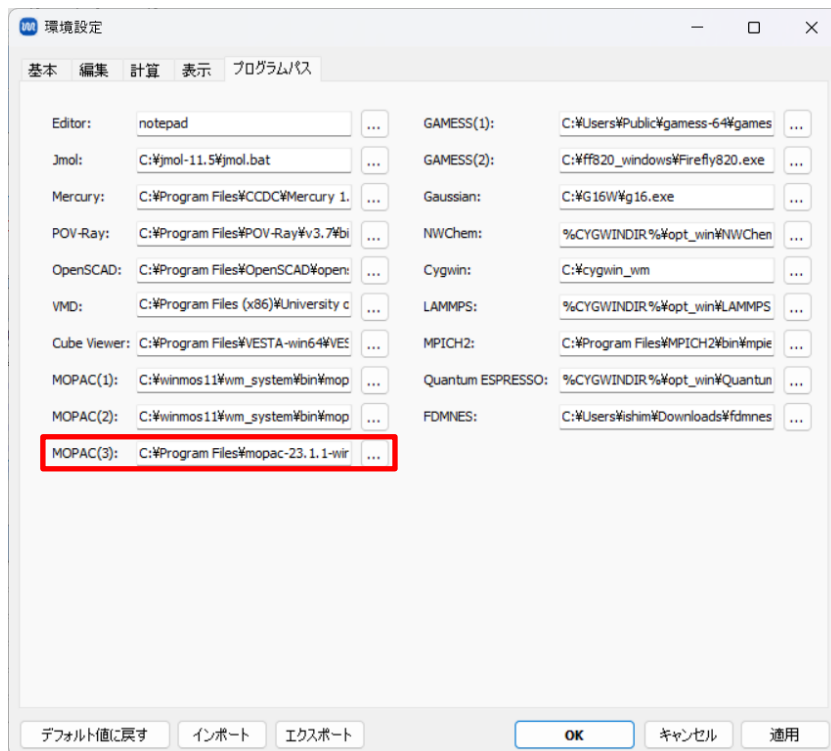 環境設定
基本 編集 計算 表示 プログラムパス
Editor: notepad ...
Jmol: C:¥jmol-11.5¥jmol.bat ...
Mercury: C:¥Program Files¥CCDC¥Mercury 1. ...
POV-Ray: C:¥Program Files¥POV-Ray¥v3.7¥bi ...
OpenSCAD: C:¥Program Files¥OpenSCAD¥open: ...
VMD: C:¥Program Files (x86)¥University o ...
Cube Viewer: C:¥Program Files¥VESTA-win64¥VES ...
MOPAC(1): C:¥winmos11¥wm_system¥bin¥mop ...
MOPAC(2): C:¥winmos11¥wm_system¥bin¥mop ...
MOPAC(3): C:¥Program Files¥mopac-23.1.1-wir ...
GAMESS(1): C:¥Users¥Public¥gamess-64¥games ...
GAMESS(2): C:¥ff820_windows¥Firefly820.exe ...
Gaussian: C:¥G16W¥g16.exe ...
NWChem: %CYGWINDIR%¥opt_win¥NWChen ...
Cygwin: C:¥cygwin_wm ...
LAMMPS: %CYGWINDIR%¥opt_win¥LAMMPS ...
MPICH2: C:¥Program Files¥MPICH2¥bin¥mpie ...
Quantum ESPRESSO: %CYGWINDIR%¥opt_win¥Quantun ...
FDMNES: C:¥Users¥ishim¥Downloads¥fdmnes ...
デフォルト値に戻す インポート エクスポート OK キャンセル 適用